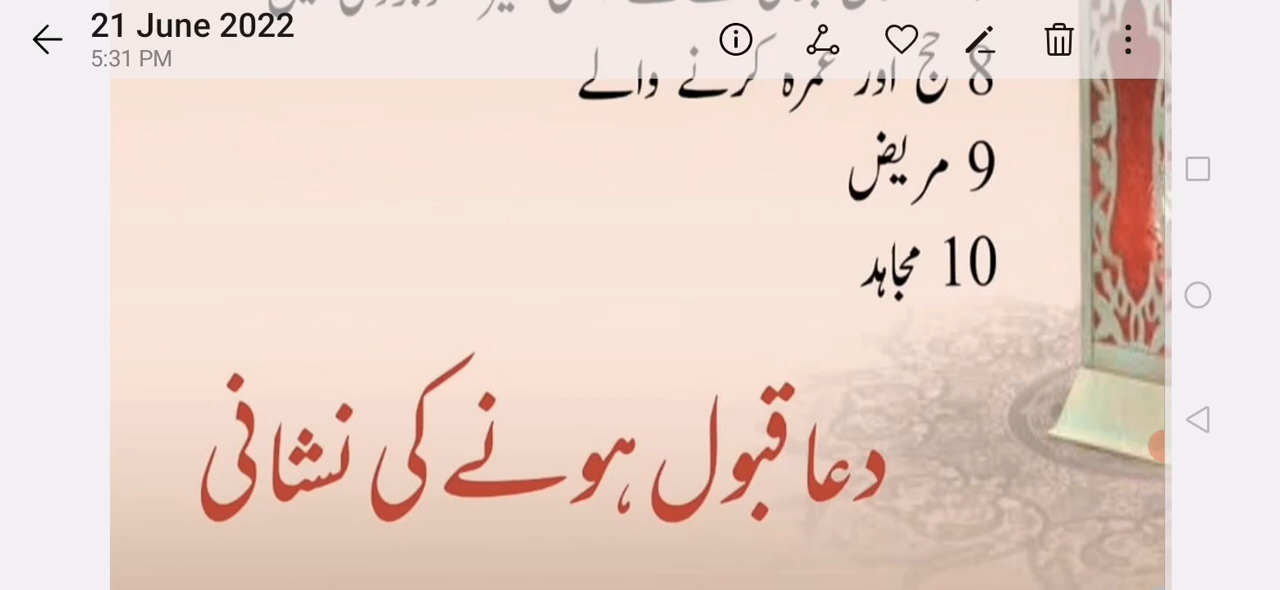 21 June 2022
5:31 PM
8 حج اور عمرہ کرنے والے
9 مریض
10 مجاہد
دعا قبول ہونے کی نشانی